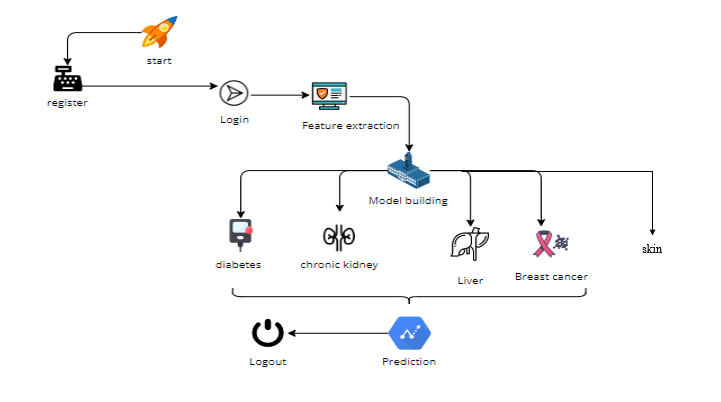 start
register
Login
Feature extraction
Model building
diabetes
chronic kidney
Liver
Breast cancer
skin
Logout
Prediction